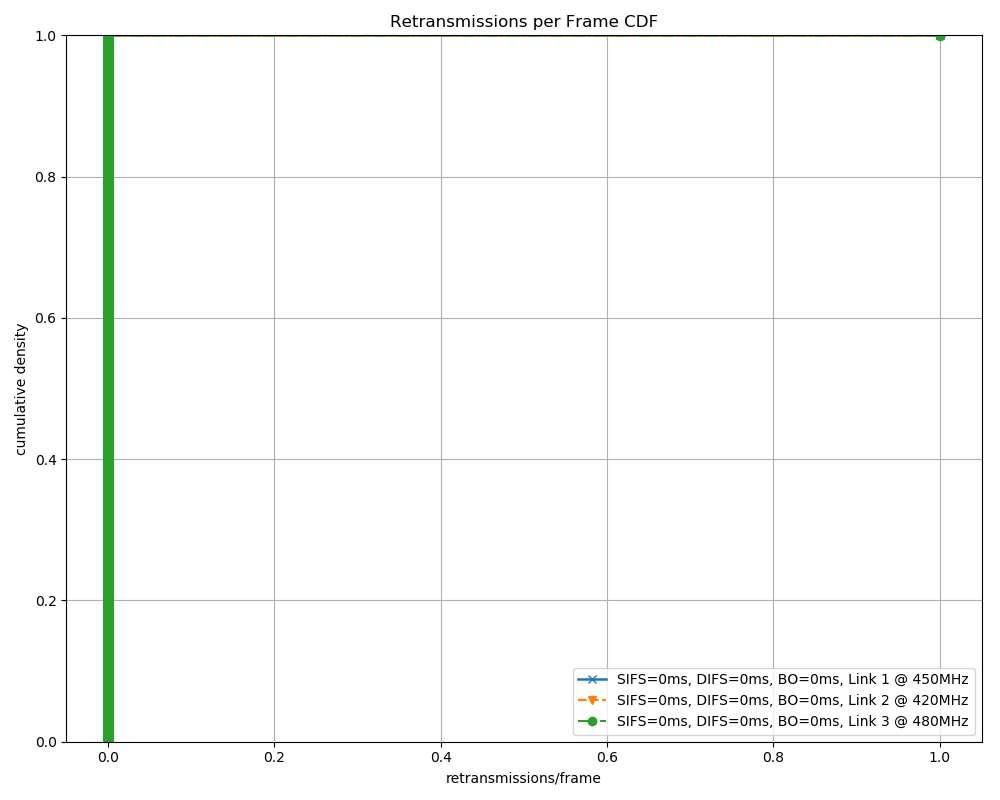 Retransmissions per Frame CDF
1.0
0.8
0.6
0.4
0.2
0.0
cumulative density
SIFS=0ms, DIFS=0ms, BO=0ms, Link 1 @ 450MHz
SIFS=0ms, DIFS=0ms, BO=0ms, Link 2 @ 420MHz
SIFS=0ms, DIFS=0ms, BO=0ms, Link 3 @ 480MHz
0.0 0.2 0.4 0.6 0.8 1.0
retransmissions/frame